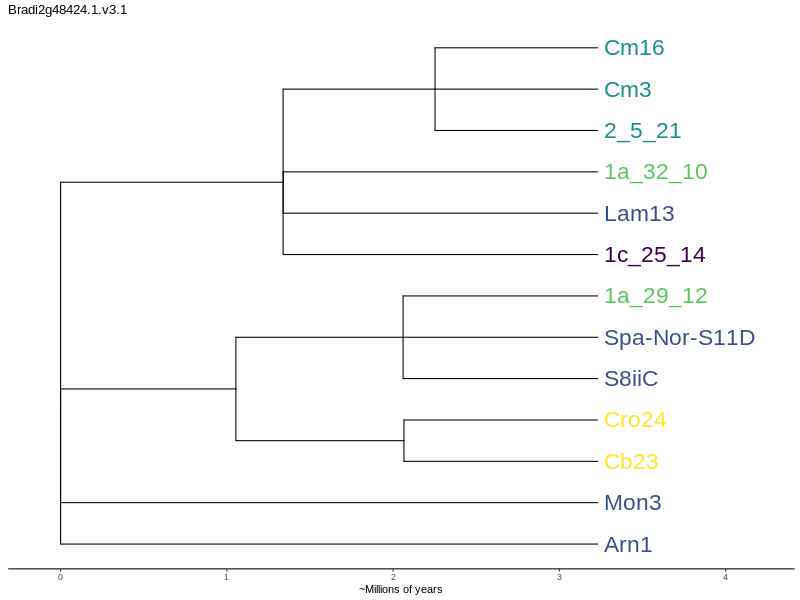 Bradi2g48424.1.v3.1
Cm16
Cm3
2_5_21
1a_32_10
Lam13
1c_25_14
1a_29_12
Spa-Nor-S11D
S8iiC
Cro24
Cb23
Mon3
Arn1
0 1 2 3 4
~Millions of years